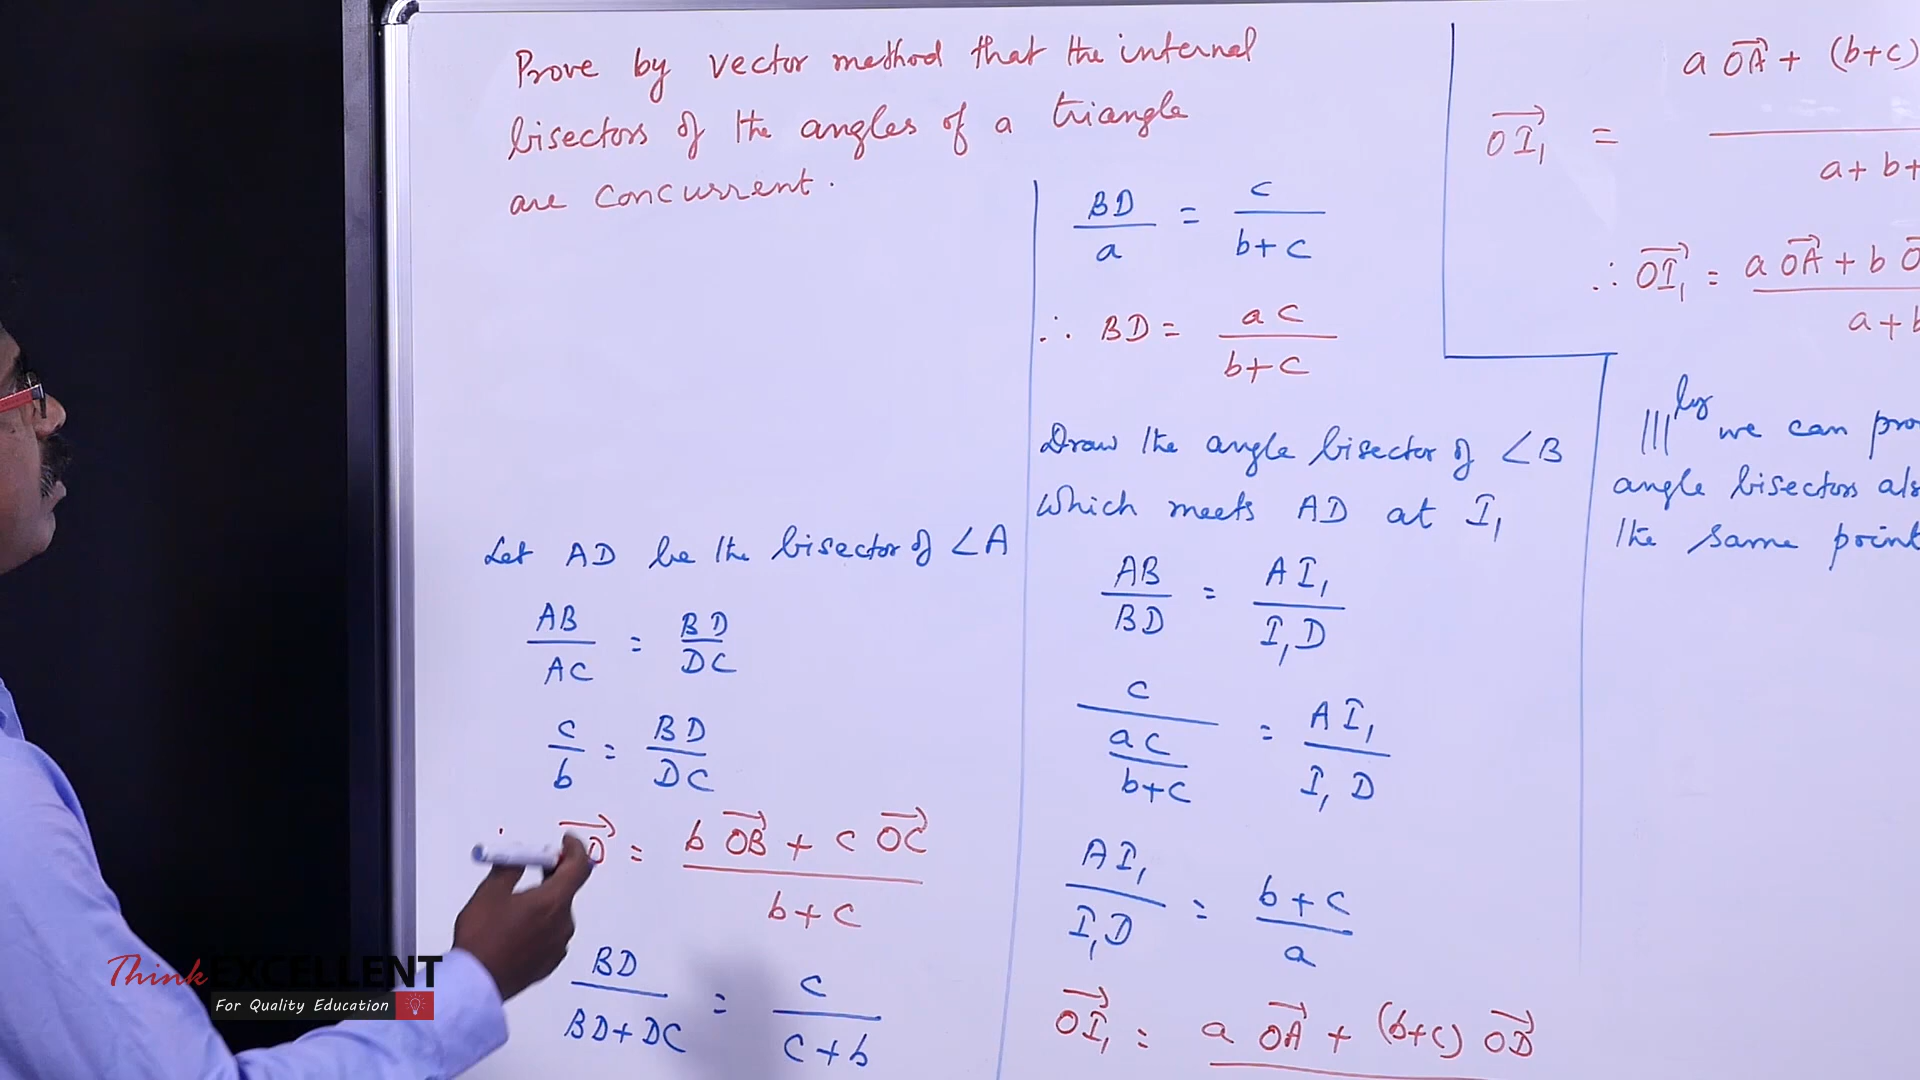 Prove by vector method that the internal
bisectors of the angles of a triangle
are concurrent.
Let AD be the bisector of ∠A
AB/AC = BD/DC
c/b = BD/DC
D = (b OB + c OC)/(b+c)
BD/(BD+DC) = c/(c+b)
BD/a = c/(b+c)
∴ BD = ac/(b+c)
Draw the angle bisector of ∠B
which meets AD at I₁
AB/BD = AI₁/I₁D
c/(ac/(b+c)) = AI₁/I₁D
AI₁/I₁D = (b+c)/a
OI₁ = a OA + (b+c) OD
OI₁ = a OA + (b+c)
a+b+
∴ OI₁ = a OA + b
a+b
|||ly we can
angle bisectors
the same point
Think EXCELLENT
For Quality Education